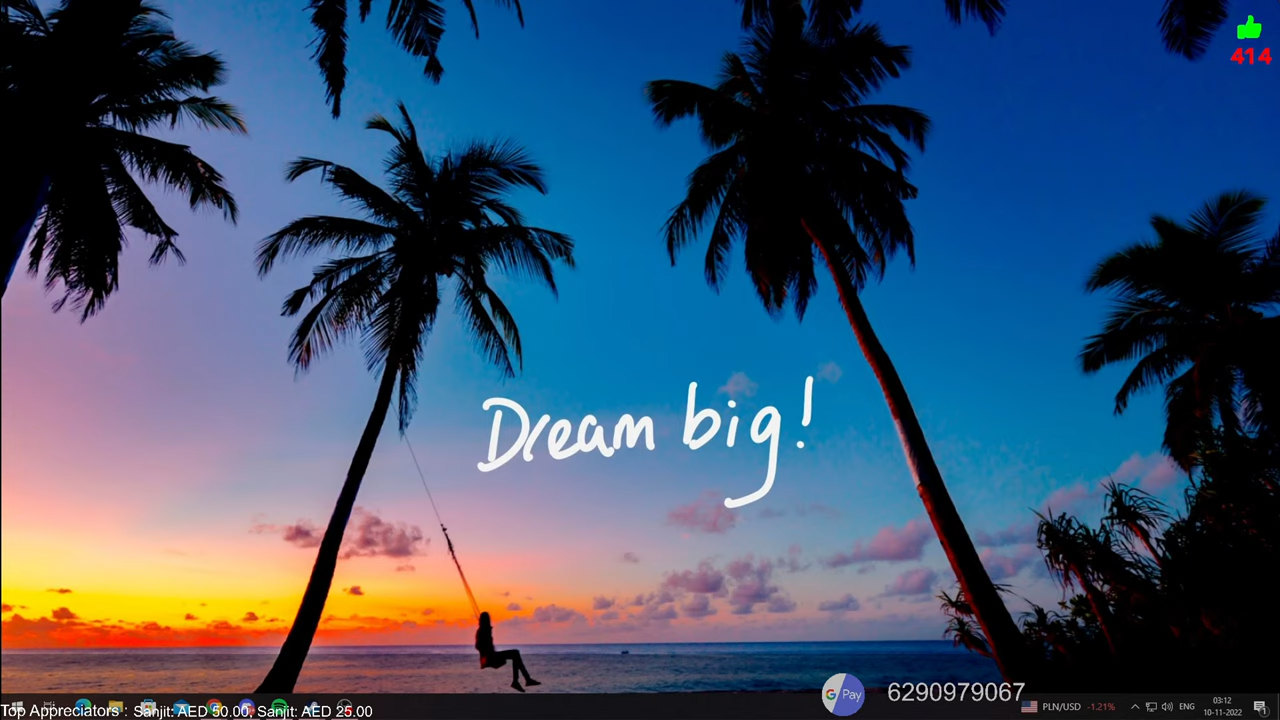 414
Dream big!
G Pay 6290979067
Top Appreciators : Sanjit: AED 50.00, Sanjit: AED 25.00
PLN/USD -1.21% ENG 03:12
10-11-2022
1